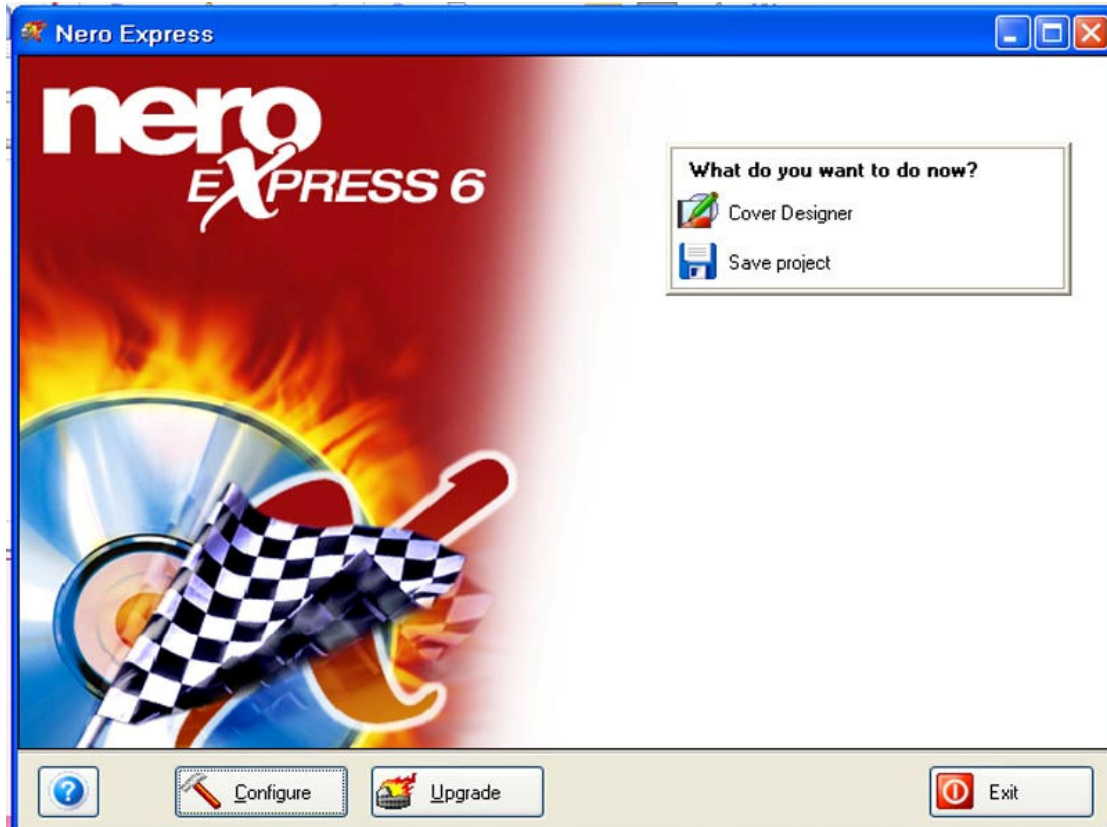 Nero Express
nero
EXPRESS 6
What do you want to do now?
Cover Designer
Save project
Configure
Upgrade
Exit